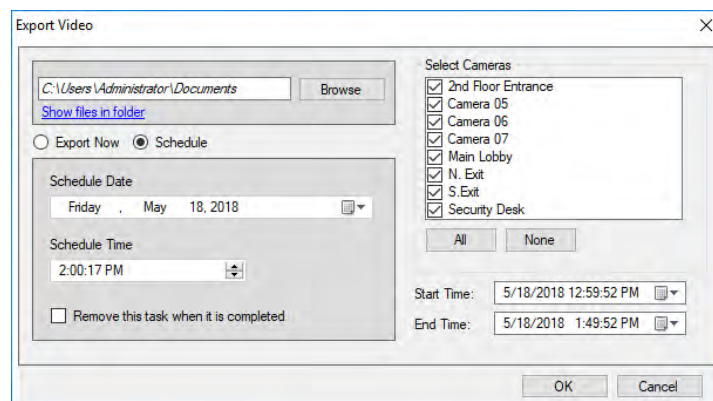 Export Video
C:\Users\Administrator\Documents
Browse
Show files in folder
Export Now
Schedule
Schedule Date
Friday , May 18, 2018
Schedule Time
2:00:17 PM
Remove this task when it is completed
Select Cameras
2nd Floor Entrance
Camera 05
Camera 06
Camera 07
Main Lobby
N. Exit
S.Exit
Security Desk
All
None
Start Time: 5/18/2018 12:59:52 PM
End Time: 5/18/2018 1:49:52 PM
OK
Cancel